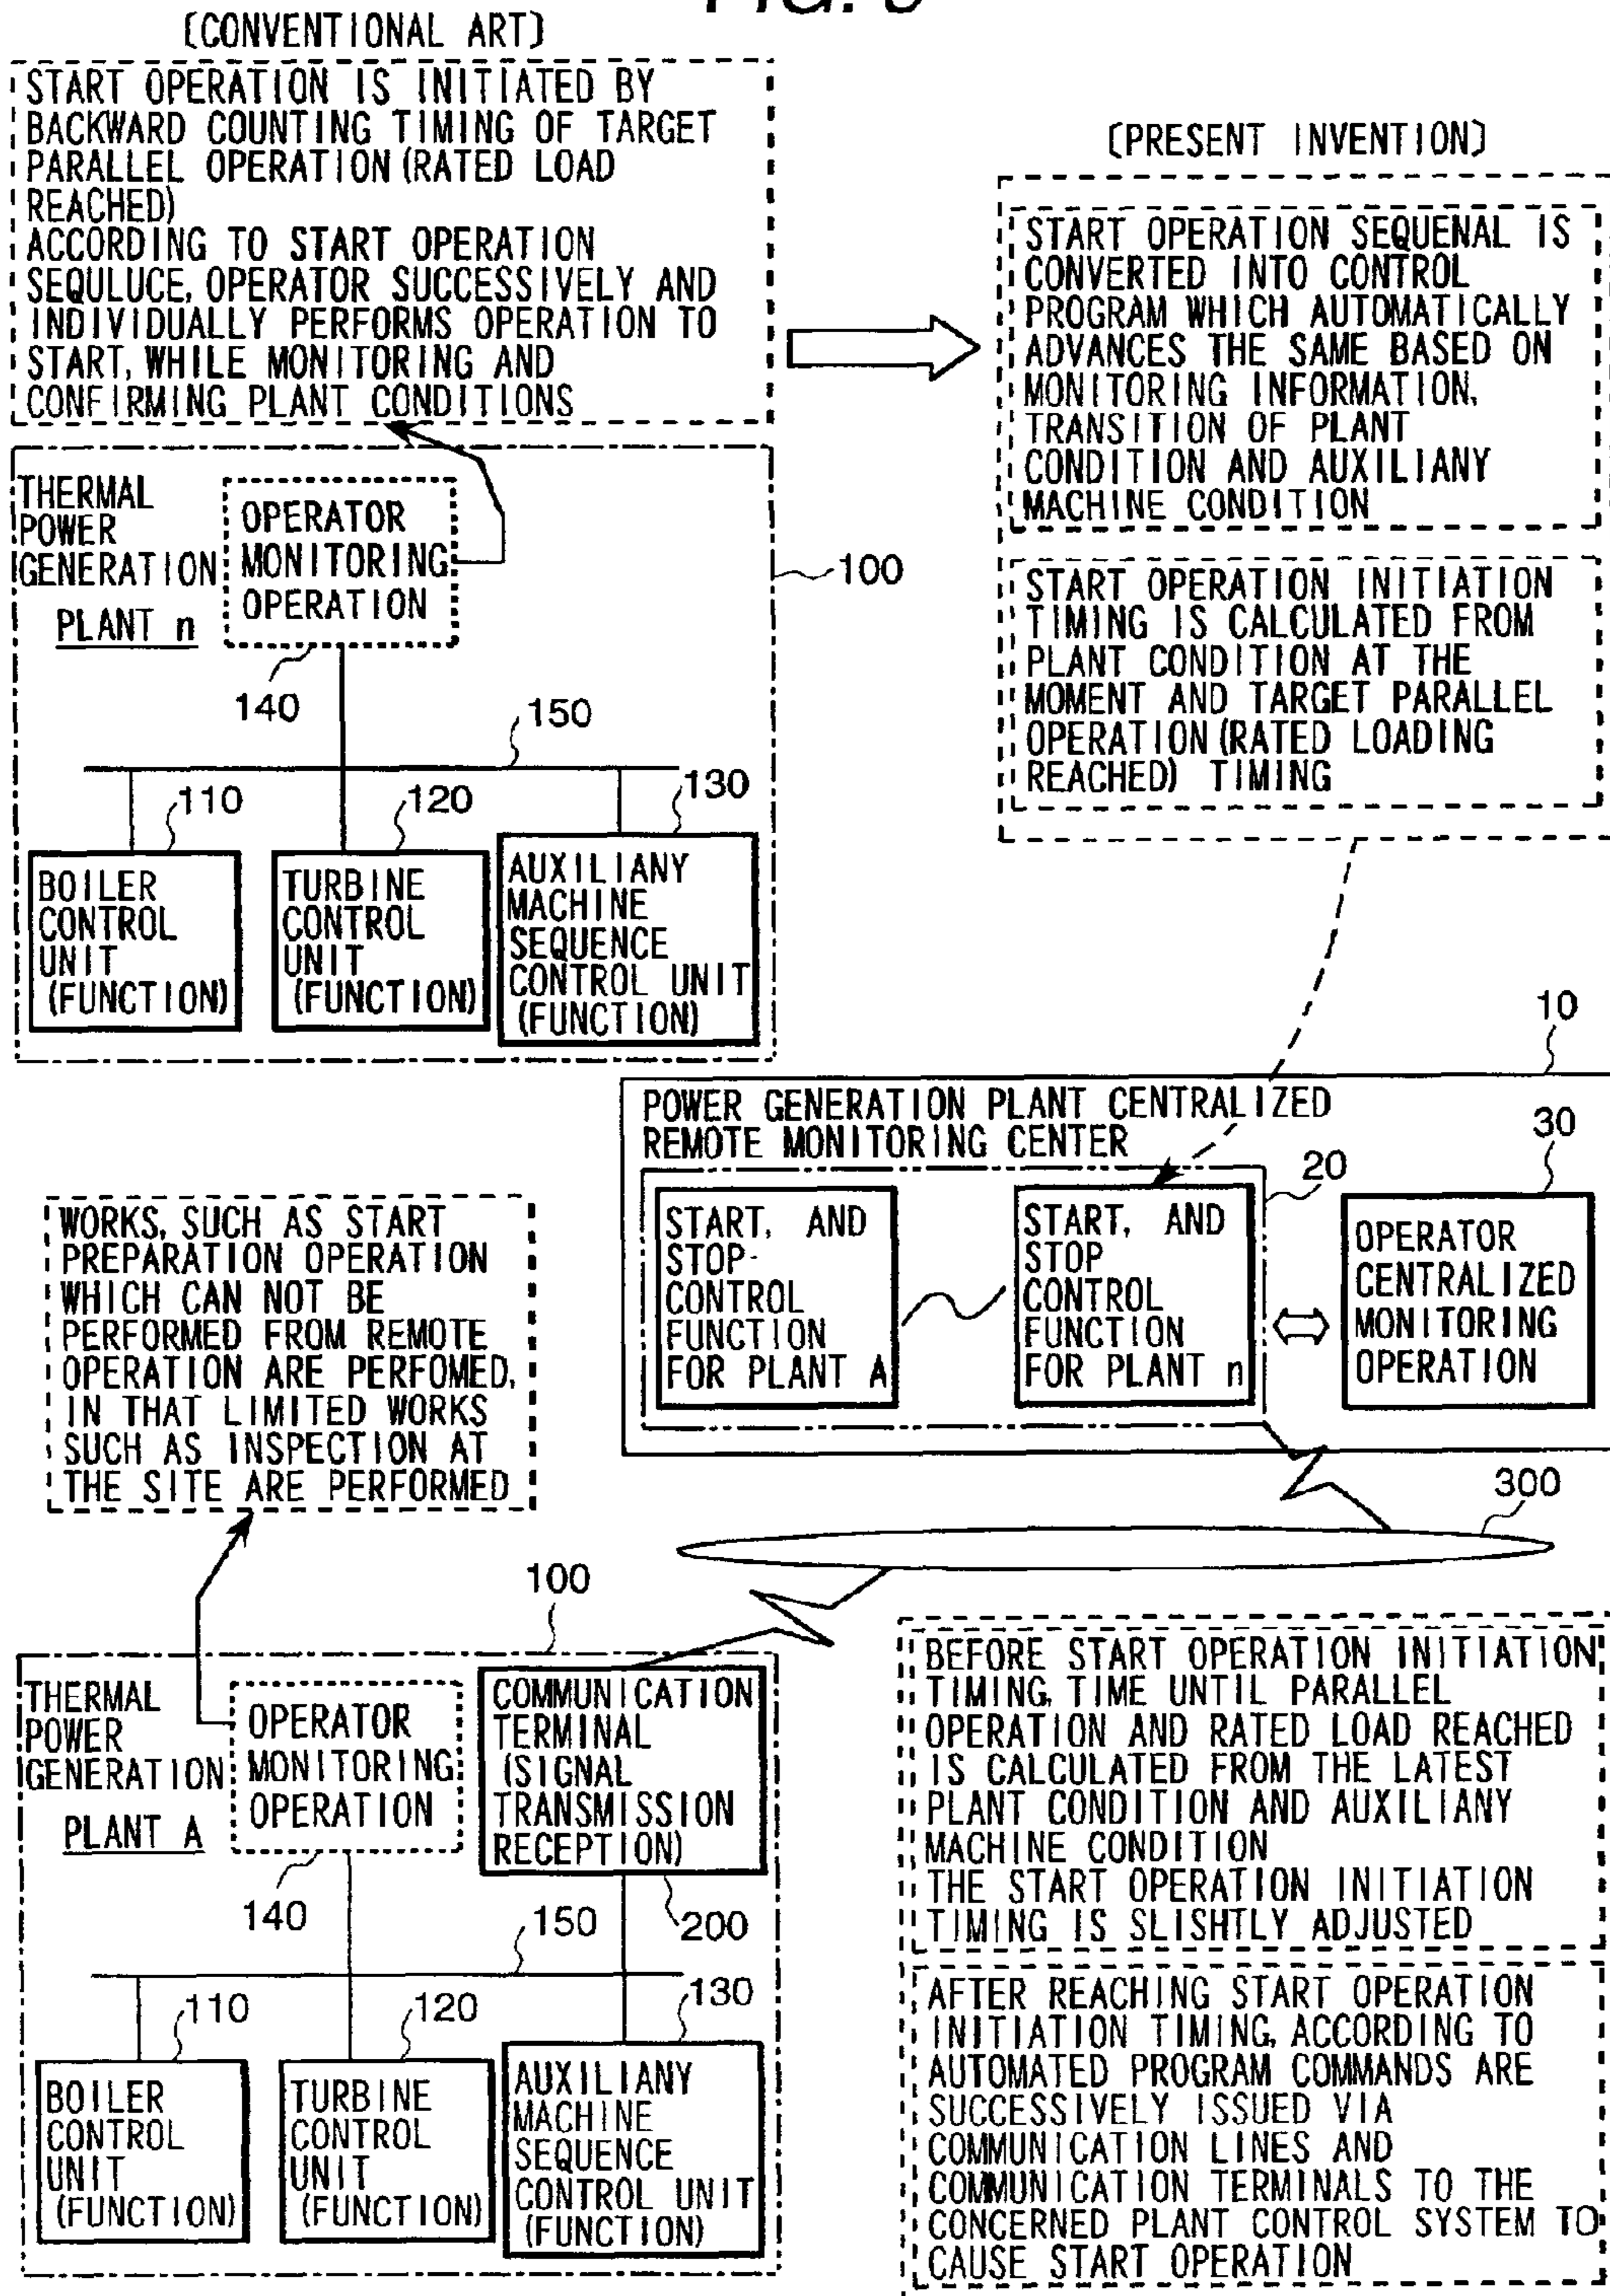 [CONVENTIONAL ART]
START OPERATION IS INITIATED BY
BACKWARD COUNTING TIMING OF TARGET
PARALLEL OPERATION (RATED LOAD
REACHED)
ACCORDING TO START OPERATION
SEQULUCE, OPERATOR SUCCESSIVELY AND
INDIVIDUALLY PERFORMS OPERATION TO
START, WHILE MONITORING AND
CONFIRMING PLANT CONDITIONS
[PRESENT INVENTION]
START OPERATION SEQUENAL IS
CONVERTED INTO CONTROL
PROGRAM WHICH AUTOMATICALLY
ADVANCES THE SAME BASED ON
MONITORING INFORMATION,
TRANSITION OF PLANT
CONDITION AND AUXILIANY
MACHINE CONDITION
START OPERATION INITIATION
TIMING IS CALCULATED FROM
PLANT CONDITION AT THE
MOMENT AND TARGET PARALLEL
OPERATION (RATED LOADING
REACHED) TIMING
THERMAL
POWER
GENERATION
PLANT n
OPERATOR
MONITORING
OPERATION
100
140
150
110
120
130
BOILER
CONTROL
UNIT
(FUNCTION)
TURBINE
CONTROL
UNIT
(FUNCTION)
AUXILIANY
MACHINE
SEQUENCE
CONTROL UNIT
(FUNCTION)
10
POWER GENERATION PLANT CENTRALIZED
REMOTE MONITORING CENTER
30
20
START, AND
STOP-
CONTROL
FUNCTION
FOR PLANT A
START, AND
STOP
CONTROL
FUNCTION
FOR PLANT n
OPERATOR
CENTRALIZED
MONITORING
OPERATION
WORKS, SUCH AS START
PREPARATION OPERATION
WHICH CAN NOT BE
PERFORMED FROM REMOTE
OPERATION ARE PERFOMED,
IN THAT LIMITED WORKS
SUCH AS INSPECTION AT
THE SITE ARE PERFORMED
300
100
THERMAL
POWER
GENERATION
PLANT A
OPERATOR
MONITORING
OPERATION
COMMUNICATION
TERMINAL
(SIGNAL
TRANSMISSION
RECEPTION)
140
150
200
110
120
130
BOILER
CONTROL
UNIT
(FUNCTION)
TURBINE
CONTROL
UNIT
(FUNCTION)
AUXILIANY
MACHINE
SEQUENCE
CONTROL UNIT
(FUNCTION)
BEFORE START OPERATION INITIATION
TIMING, TIME UNTIL PARALLEL
OPERATION AND RATED LOAD REACHED
IS CALCULATED FROM THE LATEST
PLANT CONDITION AND AUXILIANY
MACHINE CONDITION
THE START OPERATION INITIATION
TIMING IS SLISHTLY ADJUSTED
AFTER REACHING START OPERATION
INITIATION TIMING, ACCORDING TO
AUTOMATED PROGRAM COMMANDS ARE
SUCCESSIVELY ISSUED VIA
COMMUNICATION LINES AND
COMMUNICATION TERMINALS TO THE
CONCERNED PLANT CONTROL SYSTEM TO
CAUSE START OPERATION